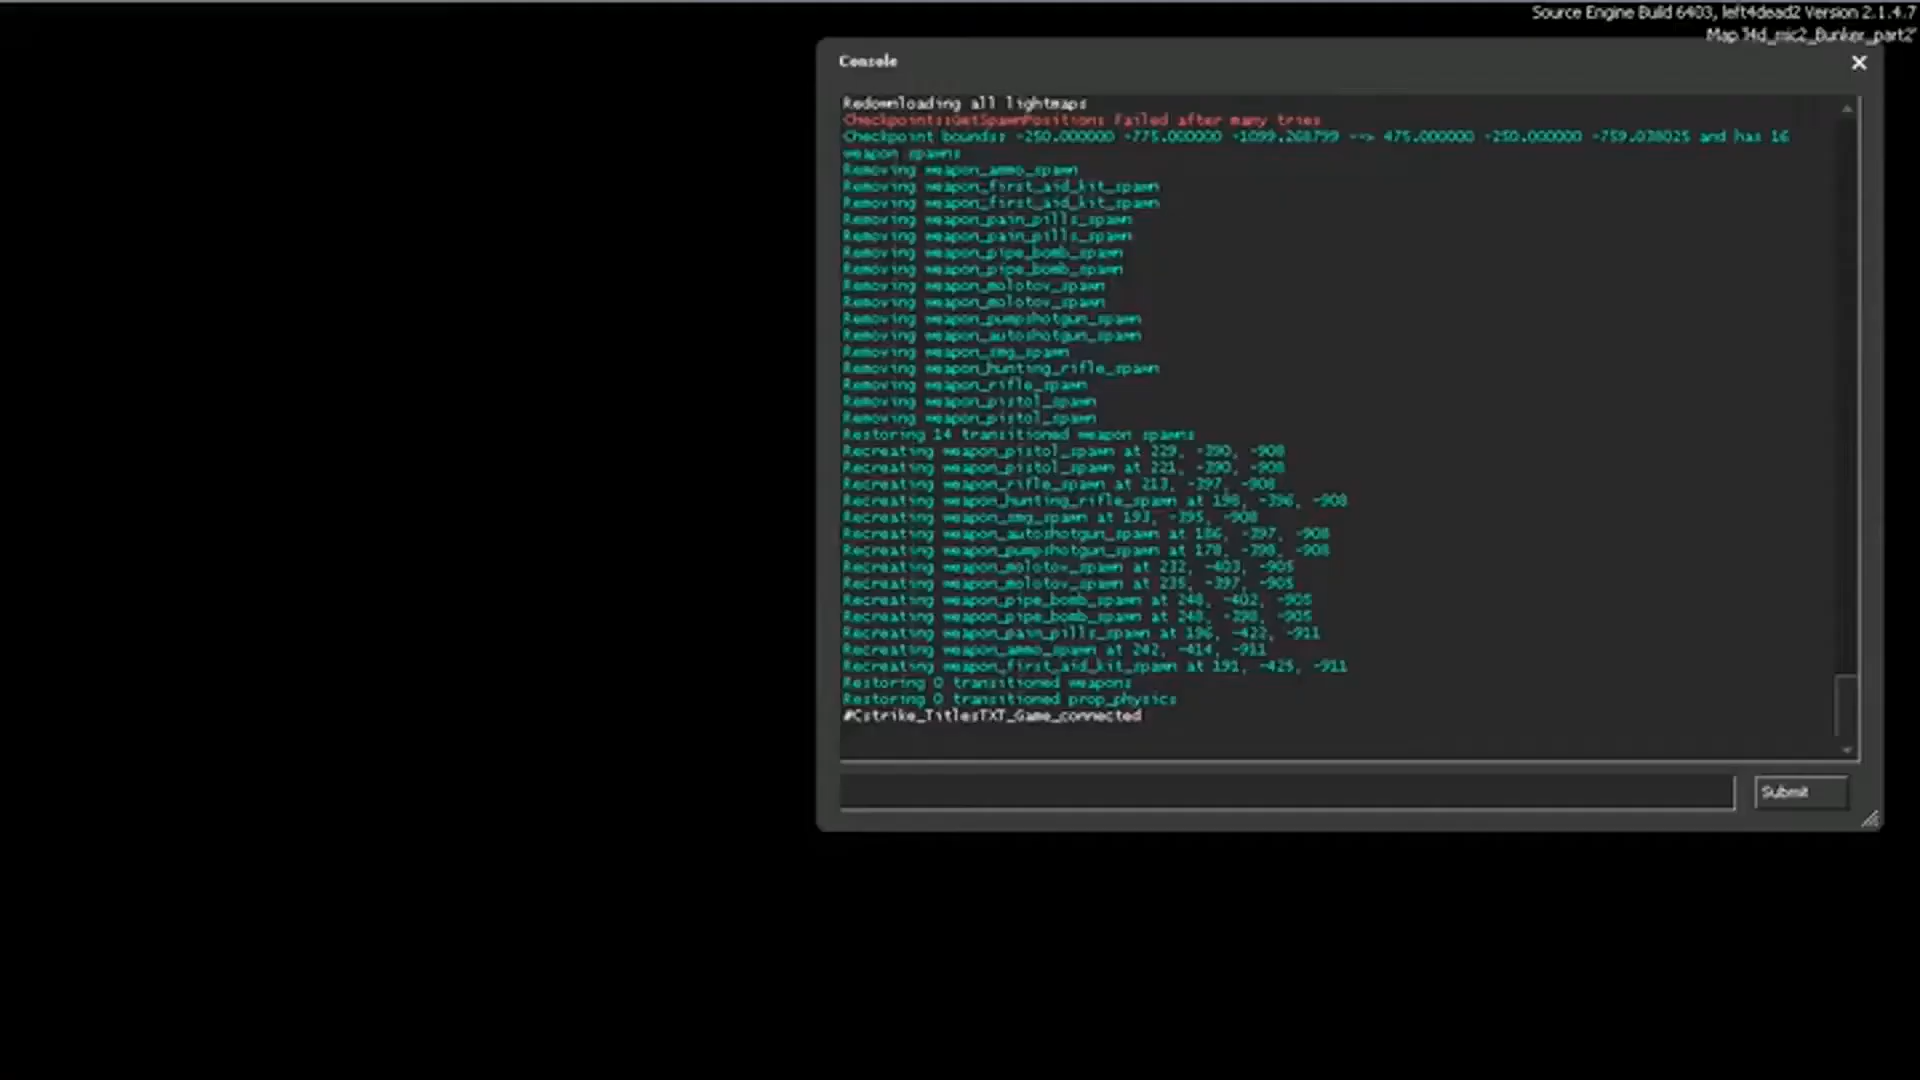 Source Engine Build 6403, left4dead2 Version 2.1.4.7
Map 'l4d_mic2_Bunker_part2'
Console
Redownloading all lightmaps
Checkpoint::GetSpawnPosition: Failed after many tries
Checkpoint bounds: -250.000000 -775.000000 -1099.268799 --> 475.000000 -250.000000 -759.038025 and has 16
weapon spawns
Removing weapon_ammo_spawn
Removing weapon_first_aid_kit_spawn
Removing weapon_first_aid_kit_spawn
Removing weapon_pain_pills_spawn
Removing weapon_pain_pills_spawn
Removing weapon_pipe_bomb_spawn
Removing weapon_pipe_bomb_spawn
Removing weapon_molotov_spawn
Removing weapon_molotov_spawn
Removing weapon_pumpshotgun_spawn
Removing weapon_autoshotgun_spawn
Removing weapon_smg_spawn
Removing weapon_hunting_rifle_spawn
Removing weapon_rifle_spawn
Removing weapon_pistol_spawn
Removing weapon_pistol_spawn
Restoring 14 transitioned weapon spawns
Recreating weapon_pistol_spawn at 229, -390, -908
Recreating weapon_pistol_spawn at 221, -390, -908
Recreating weapon_rifle_spawn at 213, -397, -908
Recreating weapon_hunting_rifle_spawn at 198, -396, -908
Recreating weapon_smg_spawn at 193, -395, -908
Recreating weapon_autoshotgun_spawn at 186, -397, -908
Recreating weapon_pumpshotgun_spawn at 178, -398, -908
Recreating weapon_molotov_spawn at 232, -403, -905
Recreating weapon_molotov_spawn at 235, -397, -905
Recreating weapon_pipe_bomb_spawn at 248, -402, -905
Recreating weapon_pipe_bomb_spawn at 248, -398, -905
Recreating weapon_pain_pills_spawn at 196, -422, -911
Recreating weapon_ammo_spawn at 242, -414, -911
Recreating weapon_first_aid_kit_spawn at 191, -425, -911
Restoring 0 transitioned weapons
Restoring 0 transitioned prop_physics
#Cstrike_TitlesTXT_Game_connected
Submit